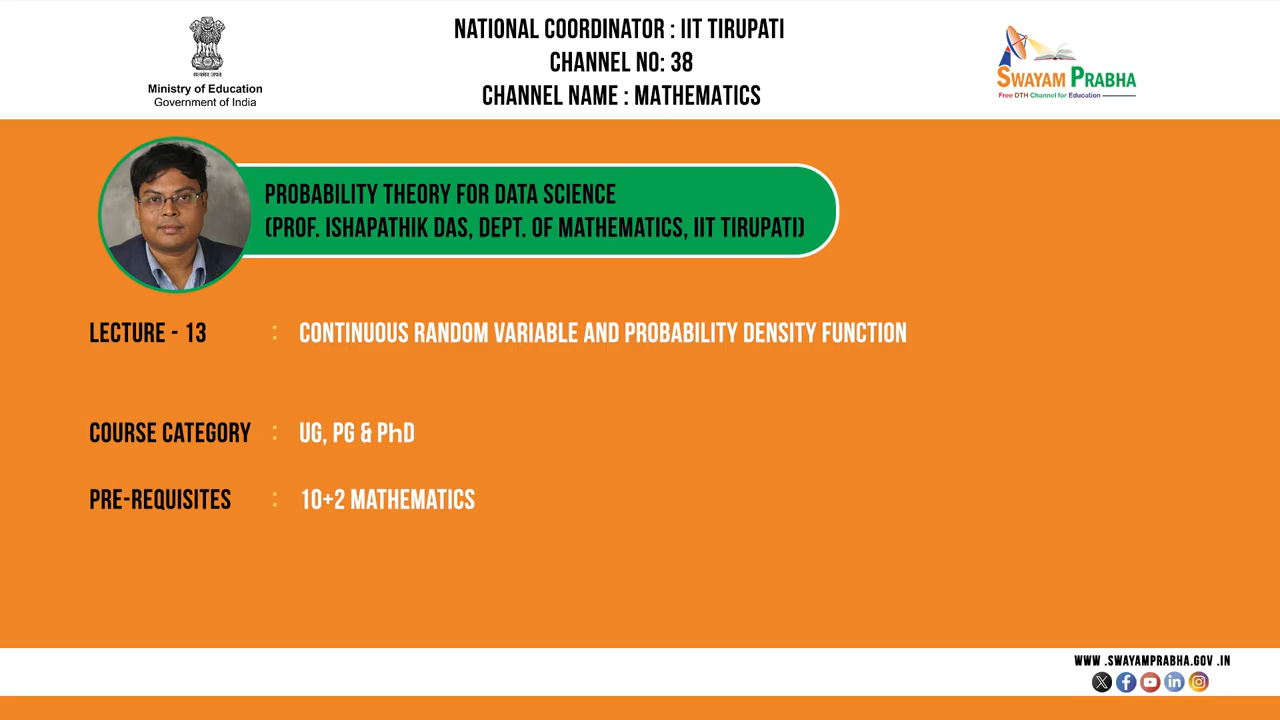 सत्यमेव जयते
Ministry of Education
Government of India
NATIONAL COORDINATOR : IIT TIRUPATI
CHANNEL NO: 38
CHANNEL NAME : MATHEMATICS
SWAYAM PRABHA
Free DTH Channel for Education
PROBABILITY THEORY FOR DATA SCIENCE
(PROF. ISHAPATHIK DAS, DEPT. OF MATHEMATICS, IIT TIRUPATI)
LECTURE - 13 : CONTINUOUS RANDOM VARIABLE AND PROBABILITY DENSITY FUNCTION
COURSE CATEGORY : UG, PG & PhD
PRE-REQUISITES : 10+2 MATHEMATICS
WWW .SWAYAMPRABHA.GOV .IN